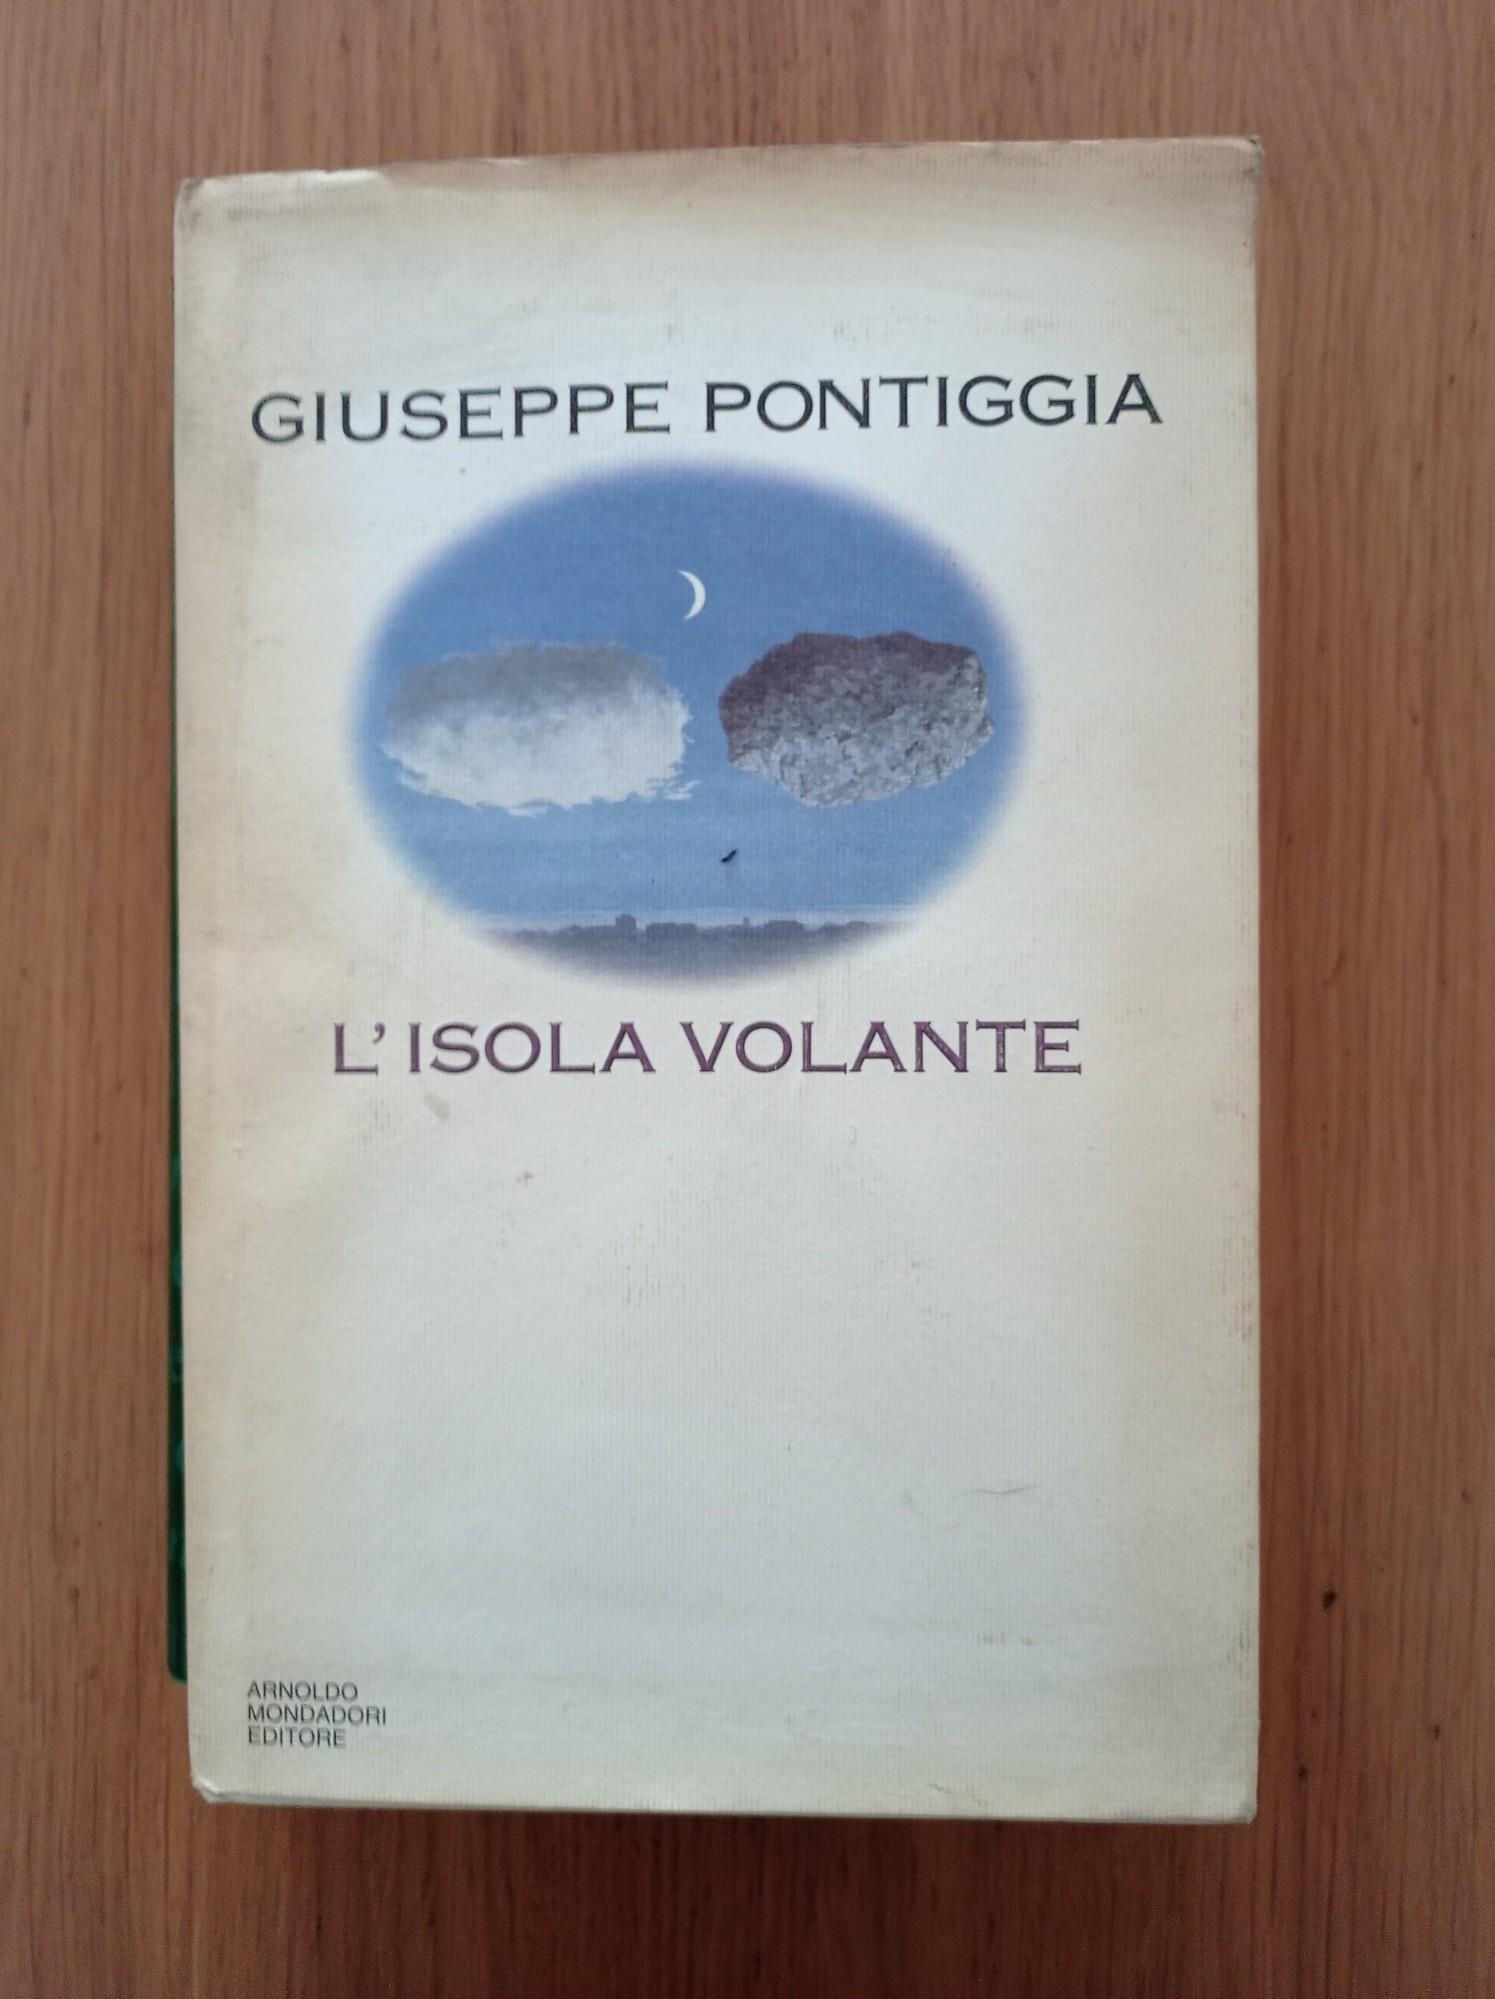 GIUSEPPE PONTIGGIA
L'ISOLA VOLANTE
ARNOLDO
MONDADORI
EDITORE